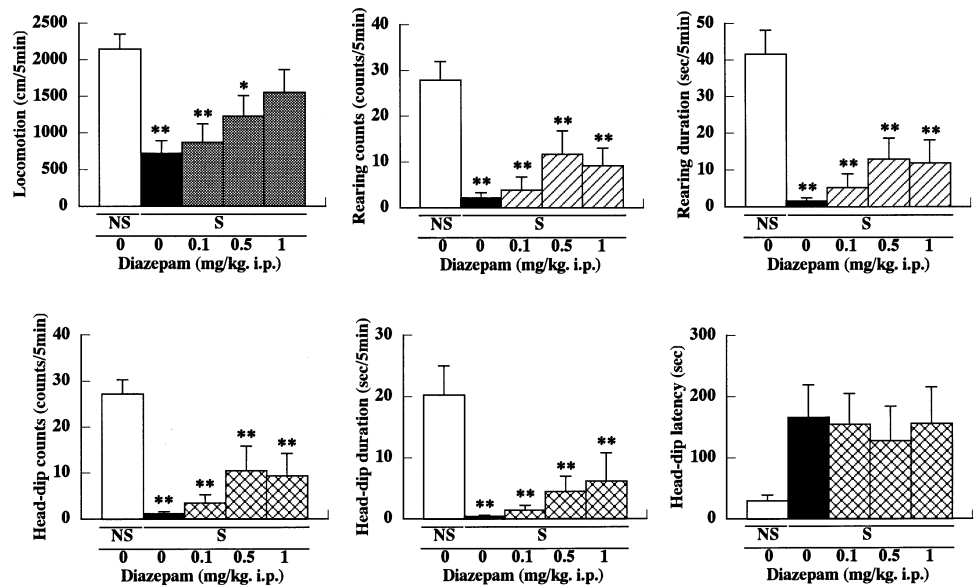 Locomotion (cm/5min)
2500
2000
1500
1000
500
0
**
**
*
NS
S
0 0 0.1 0.5 1
Diazepam (mg/kg. i.p.)
Rearing counts (counts/5min)
40
30
20
10
0
**
**
**
**
NS
S
0 0 0.1 0.5 1
Diazepam (mg/kg. i.p.)
Rearing duration (sec/5min)
50
40
30
20
10
0
**
**
**
**
NS
S
0 0 0.1 0.5 1
Diazepam (mg/kg. i.p.)
Head-dip counts (counts/5min)
40
30
20
10
0
**
**
**
**
NS
S
0 0 0.1 0.5 1
Diazepam (mg/kg. i.p.)
Head-dip duration (sec/5min)
30
20
10
0
**
**
**
**
NS
S
0 0 0.1 0.5 1
Diazepam (mg/kg. i.p.)
Head-dip latency (sec)
300
200
100
0
NS
S
0 0 0.1 0.5 1
Diazepam (mg/kg. i.p.)